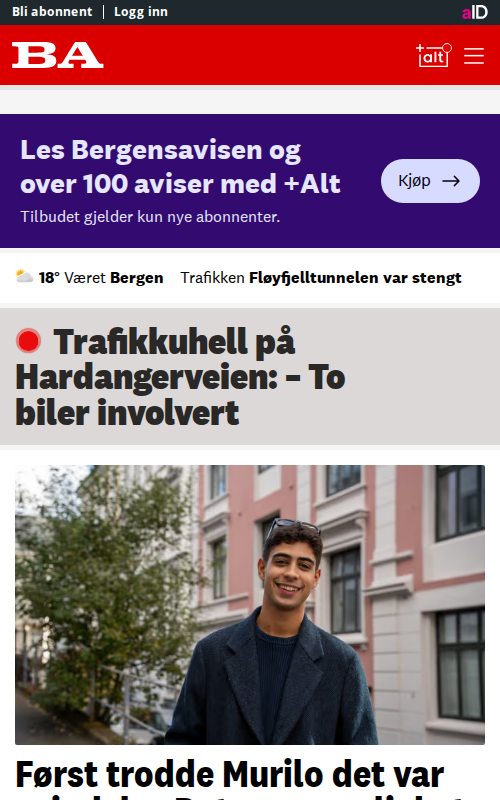 Bli abonnent | Logg inn
aID
BA
+alt
Les Bergensavisen og
over 100 aviser med +Alt
Tilbudet gjelder kun nye abonnenter.
Kjøp
18° Været Bergen Trafikken Fløyfjelltunnelen var stengt
Trafikkuhell på
Hardangerveien: – To
biler involvert
Først trodde Murilo det var